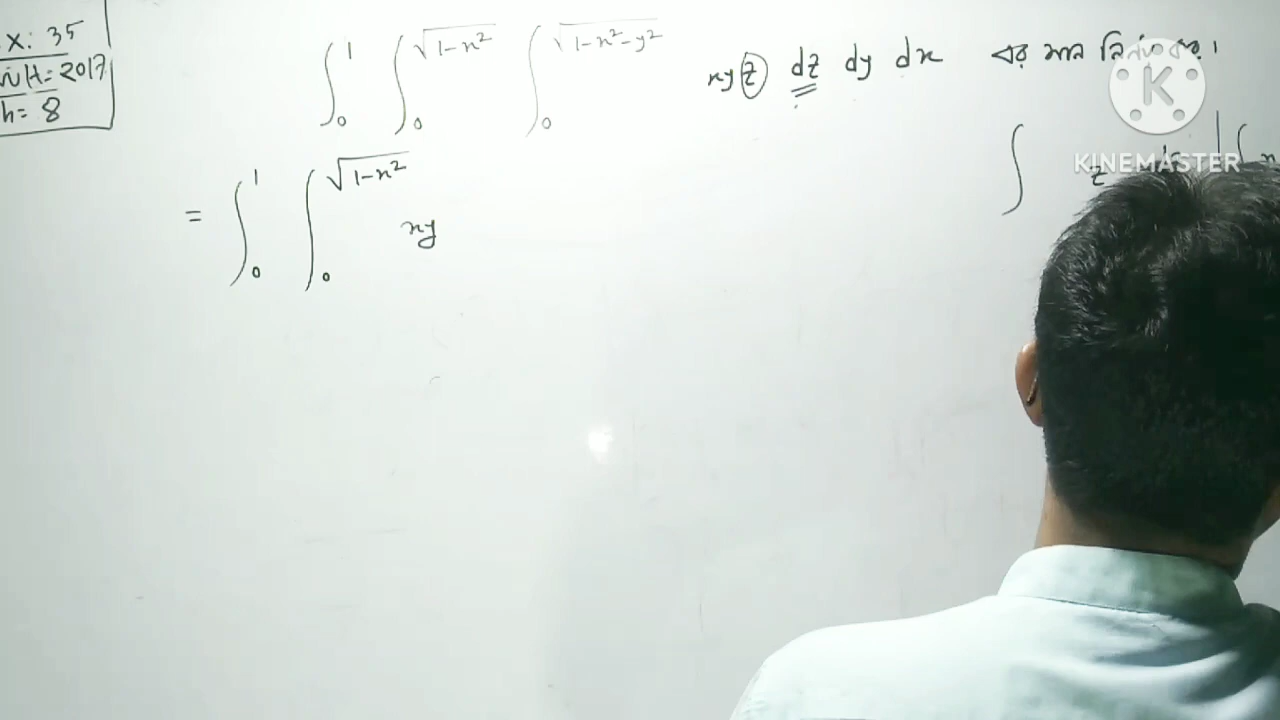 x: 35
NH = 2017
h = 8
∫₀¹ ∫₀^√(1-x²) ∫₀^√(1-x²-y²) xyz dz dy dx এর মান নির্ণয় কর।
KINEMASTER
= ∫₀¹ ∫₀^√(1-x²) xy
∫ z